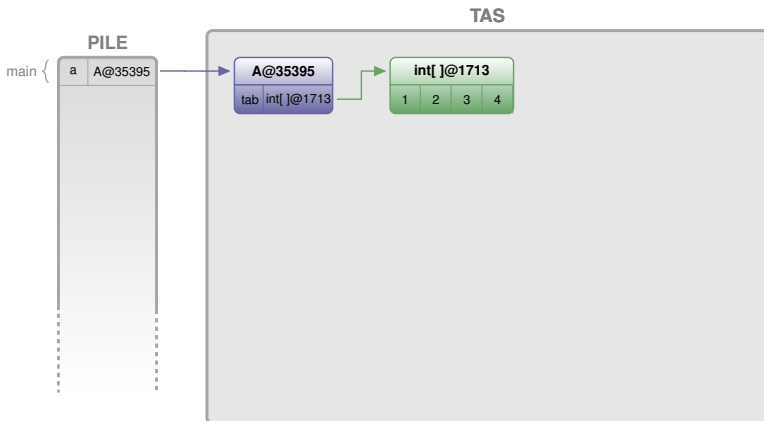 TAS
PILE
main { a A@35395
A@35395
tab int[ ]@1713
int[ ]@1713
1 2 3 4